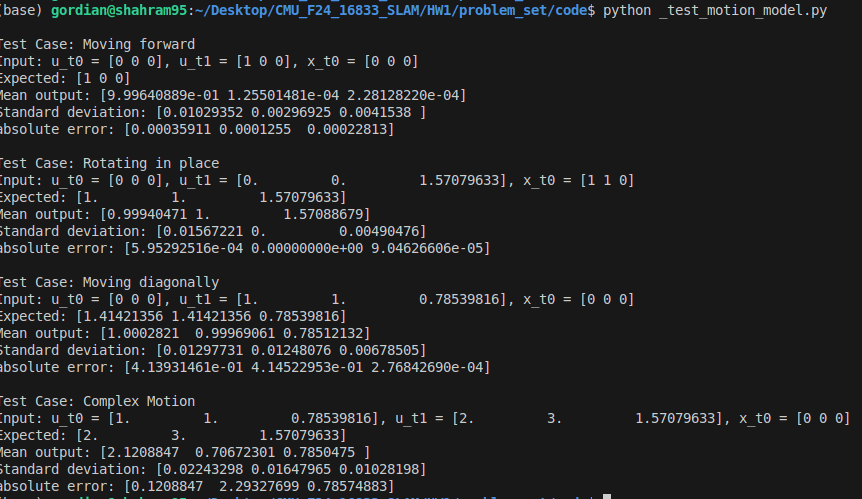 (base) gordian@shahram95:~/Desktop/CMU_F24_16833_SLAM/HW1/problem_set/code$ python _test_motion_model.py
Test Case: Moving forward
Input: u_t0 = [0 0 0], u_t1 = [1 0 0], x_t0 = [0 0 0]
Expected: [1 0 0]
Mean output: [9.99640889e-01 1.25501481e-04 2.28128220e-04]
Standard deviation: [0.01029352 0.00296925 0.0041538 ]
absolute error: [0.00035911 0.0001255  0.00022813]
Test Case: Rotating in place
Input: u_t0 = [0 0 0], u_t1 = [0.         0.         1.57079633], x_t0 = [1 1 0]
Expected: [1.         1.         1.57079633]
Mean output: [0.99940471 1.         1.57088679]
Standard deviation: [0.01567221 0.         0.00490476]
absolute error: [5.95292516e-04 0.00000000e+00 9.04626606e-05]
Test Case: Moving diagonally
Input: u_t0 = [0 0 0], u_t1 = [1.         1.         0.78539816], x_t0 = [0 0 0]
Expected: [1.41421356 1.41421356 0.78539816]
Mean output: [1.0002821  0.99969061 0.78512132]
Standard deviation: [0.01297731 0.01248076 0.00678505]
absolute error: [4.13931461e-01 4.14522953e-01 2.76842690e-04]
Test Case: Complex Motion
Input: u_t0 = [1.         1.         0.78539816], u_t1 = [2.         3.         1.57079633], x_t0 = [0 0 0]
Expected: [2.         3.         1.57079633]
Mean output: [2.1208847  0.70672301 0.7850475 ]
Standard deviation: [0.02243298 0.01647965 0.01028198]
absolute error: [0.1208847  2.29327699 0.78574883]